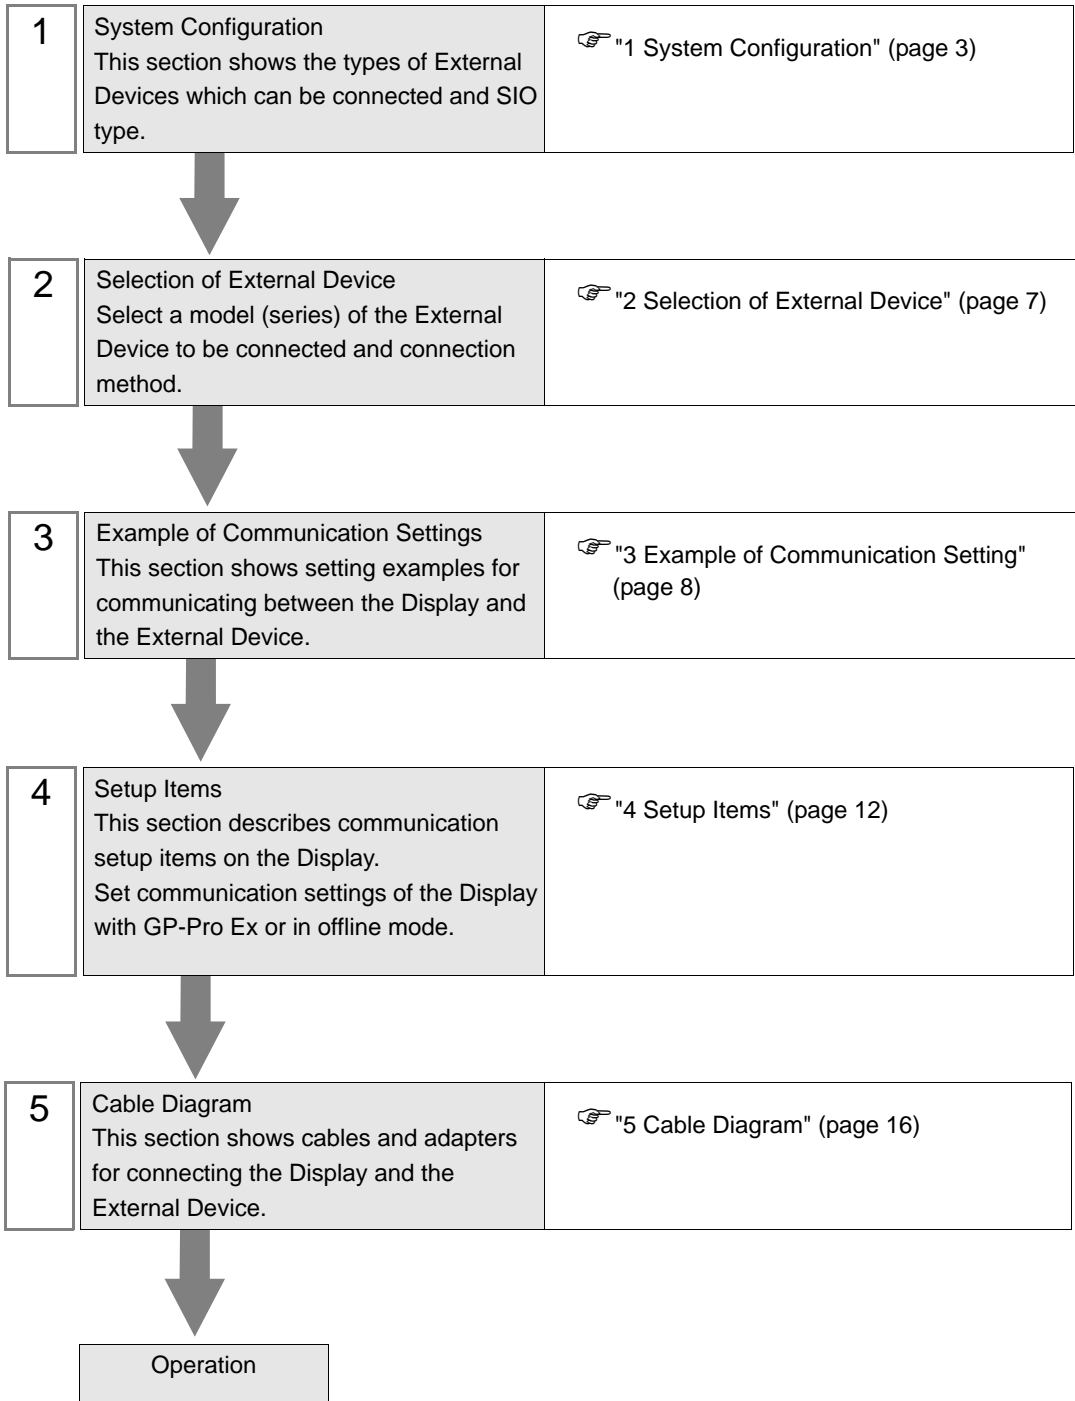 1
System Configuration
This section shows the types of External
Devices which can be connected and SIO
type.
"1 System Configuration" (page 3)
2
Selection of External Device
Select a model (series) of the External
Device to be connected and connection
method.
"2 Selection of External Device" (page 7)
3
Example of Communication Settings
This section shows setting examples for
communicating between the Display and
the External Device.
"3 Example of Communication Setting"
(page 8)
4
Setup Items
This section describes communication
setup items on the Display.
Set communication settings of the Display
with GP-Pro Ex or in offline mode.
"4 Setup Items" (page 12)
5
Cable Diagram
This section shows cables and adapters
for connecting the Display and the
External Device.
"5 Cable Diagram" (page 16)
Operation